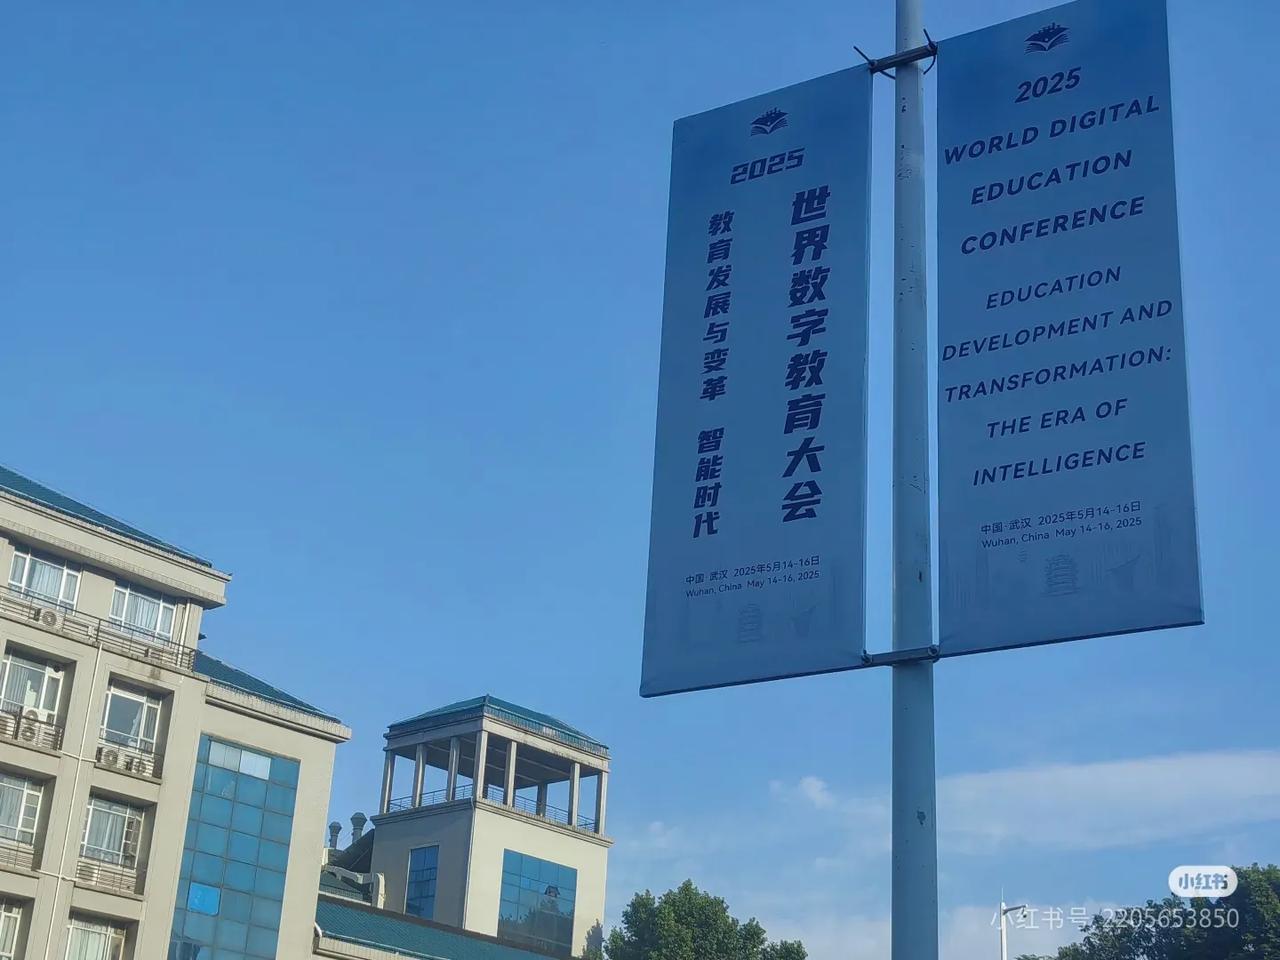 2025
世界数字教育大会
教育发展与变革 智能时代
中国·武汉 2025年5月14-16日
Wuhan, China May 14-16, 2025
2025
WORLD DIGITAL
EDUCATION
CONFERENCE
EDUCATION
DEVELOPMENT AND
TRANSFORMATION:
THE ERA OF
INTELLIGENCE
中国·武汉 2025年5月14-16日
Wuhan, China May 14-16, 2025
小红书
小红书号 2205653850